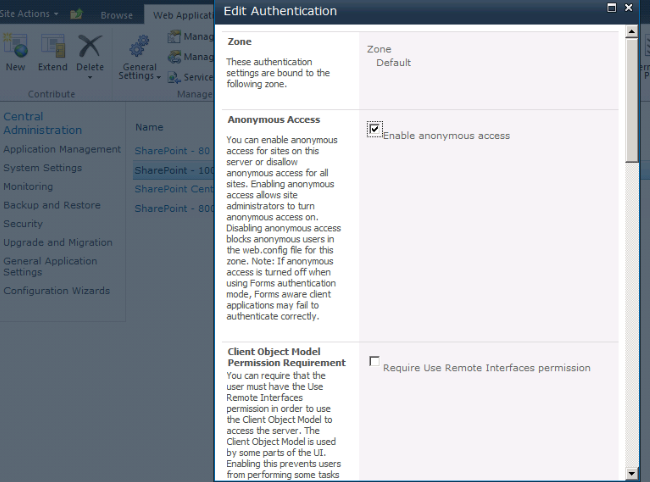 Edit Authentication
Site Actions
Browse
Web Applica
New
Extend
Delete
General
Settings
Manag
Manag
Service
Contribute
Manage
Central
Administration
Application Management
System Settings
Monitoring
Backup and Restore
Security
Upgrade and Migration
General Application
Settings
Configuration Wizards
Name
SharePoint - 80
SharePoint - 100
SharePoint Cent
SharePoint - 800
Zone
These authentication
settings are bound to the
following zone.
Zone
Default
Anonymous Access
You can enable anonymous
access for sites on this
server or disallow
anonymous access for all
sites. Enabling anonymous
access allows site
administrators to turn
anonymous access on.
Disabling anonymous access
blocks anonymous users in
the web.config file for this
zone. Note: If anonymous
access is turned off when
using Forms authentication
mode, Forms aware client
applications may fail to
authenticate correctly.
Enable anonymous access
Client Object Model
Permission Requirement
You can require that the
user must have the Use
Remote Interfaces
permission in order to use
the Client Object Model to
access the server. The
Client Object Model is used
by some parts of the UI.
Enabling this prevents users
from performing some tasks
Require Use Remote Interfaces permission